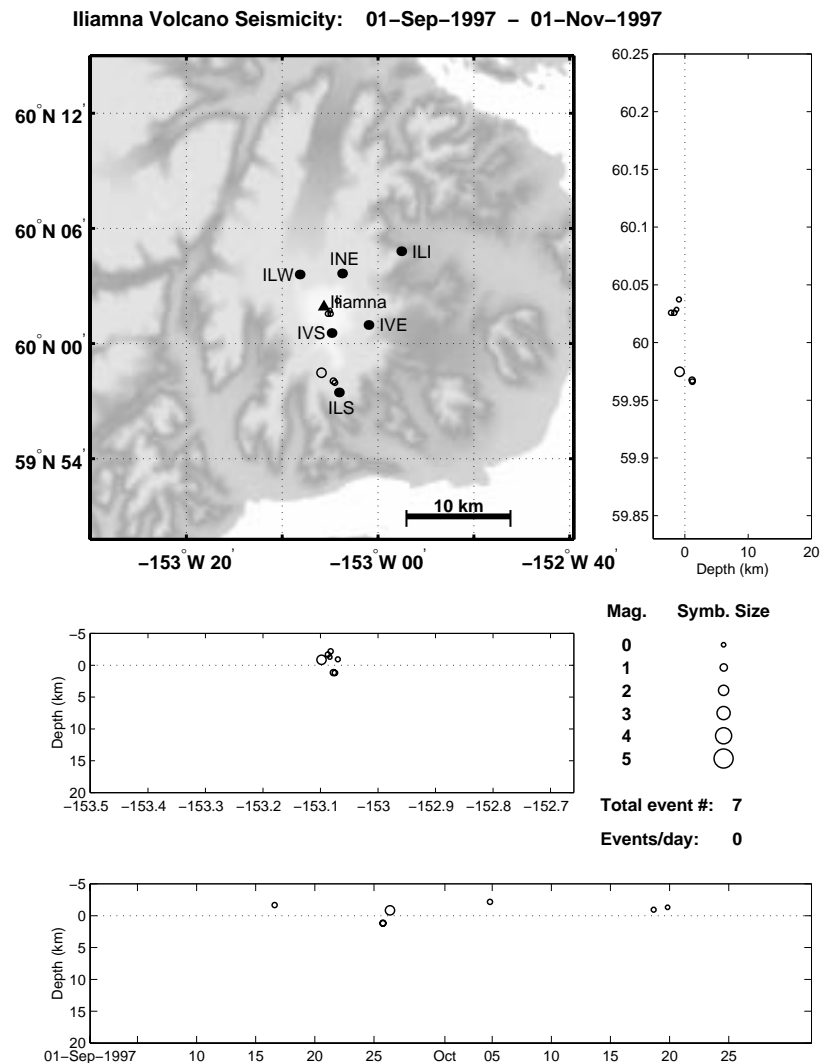 Iliamna Volcano Seismicity: 01−Sep−1997 − 01−Nov−1997
60°N 12'
60°N 06'
60°N 00'
59°N 54'
ILI
INE
ILW
Iliamna
IVE
IVS
ILS
10 km
−153°W 20'
−153°W 00'
−152°W 40'
60.25
60.2
60.15
60.1
60.05
60
59.95
59.9
59.85
0 10 20
Depth (km)
−5
0
5
10
15
20
Depth (km)
−153.5 −153.4 −153.3 −153.2 −153.1 −153 −152.9 −152.8 −152.7
Mag. Symb. Size
0
1
2
3
4
5
Total event #: 7
Events/day: 0
−5
0
5
10
15
20
Depth (km)
01−Sep−1997 10 15 20 25 Oct 05 10 15 20 25